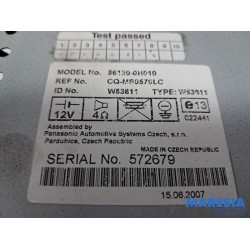 Test passed
1 2 3 4 5 6 7 8 9 10
MODEL No. 86120-0H010
REF No. CQ-MS0570LC
ID No. W53811 TYPE: W53811
12V 4Ω e13
022441
Assembled by
Panasonic Automotive Systems Czech, s.r.o.
Pardubice, Czech Republic
MADE IN CZECH REPUBLIC
SERIAL No. 572679
15.06.2007
MARESIA